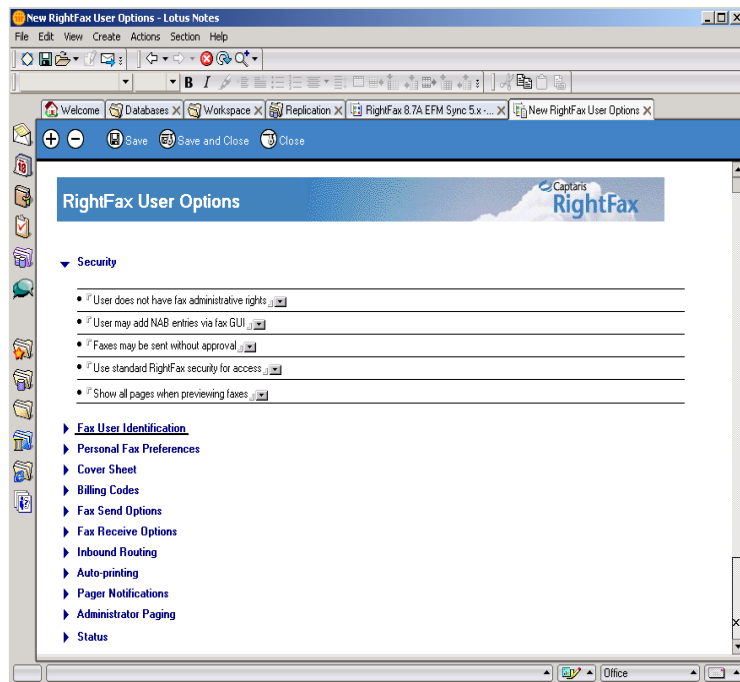 New RightFax User Options - Lotus Notes
File Edit View Create Actions Section Help
B I
Welcome Databases Workspace Replication RightFax 8.7A EFM Sync 5.x -... New RightFax User Options
Save Save and Close Close
18
RightFax User Options
Captaris
RightFax
Security
User does not have fax administrative rights
User may add NAB entries via fax GUI
Faxes may be sent without approval
Use standard RightFax security for access
Show all pages when previewing faxes
Fax User Identification
Personal Fax Preferences
Cover Sheet
Billing Codes
Fax Send Options
Fax Receive Options
Inbound Routing
Auto-printing
Pager Notifications
Administrator Paging
Status
Office